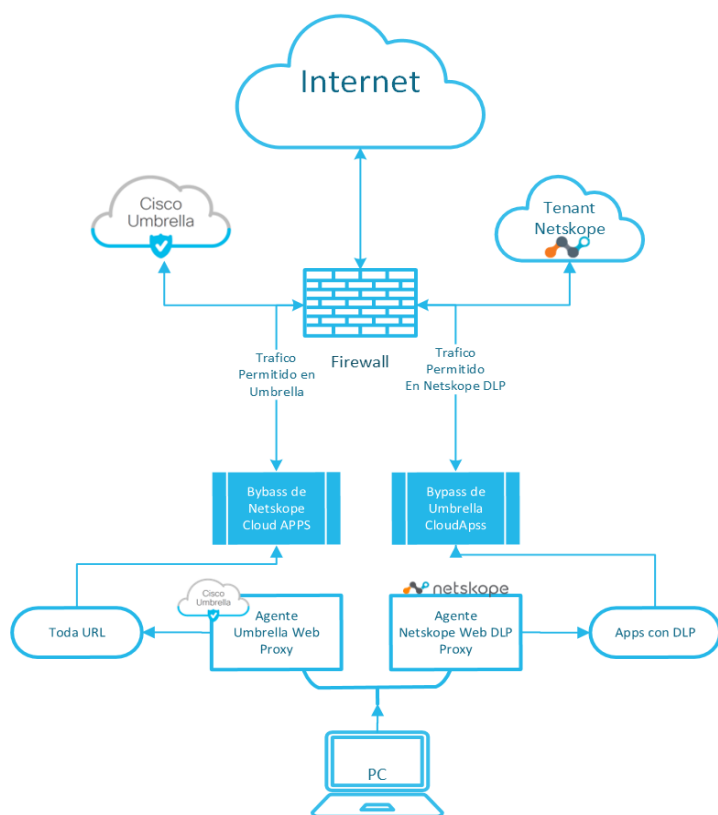 Internet
Cisco
Umbrella
Tenant
Netskope
Trafico
Permitido en
Umbrella
Firewall
Trafico
Permitido
En Netskope DLP
Bybass de
Netskope
Cloud APPS
Bypass de
Umbrella
CloudApss
Cisco
Umbrella
netskope
Toda URL
Agente
Umbrella Web
Proxy
Agente
Netskope Web DLP
Proxy
Apps con DLP
PC